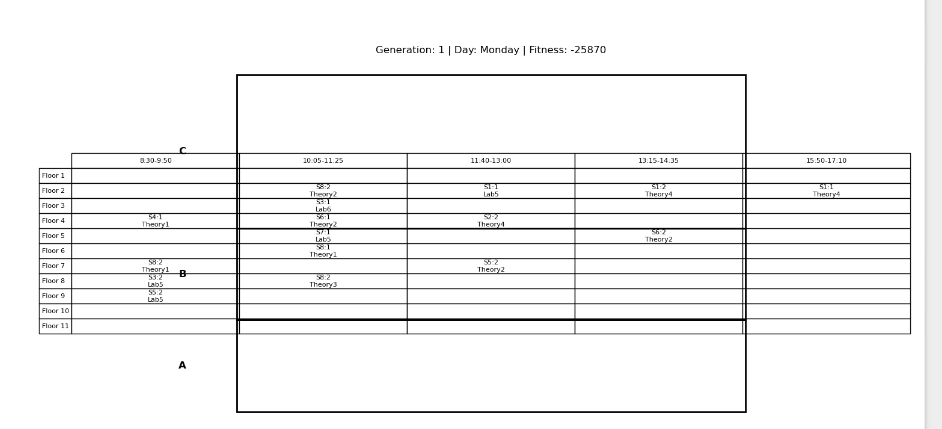 Generation: 1 | Day: Monday | Fitness: -25870
C
8:30-9:50 10:05-11:25 11:40-13:00 13:15-14:35 15:50-17:10
Floor 1
Floor 2 S8:2 S1:1 S1:2 S1:1
Theory2 Lab5 Theory4 Theory4
Floor 3 S3:1
Lab6
Floor 4 S4:1 S6:1 S2:2
Theory1 Theory2 Theory4
Floor 5 S7:1 S6:2
Lab5 Theory2
Floor 6 S8:1
Theory1
Floor 7 S8:2 S5:2
Theory1 Theory2
B
Floor 8 S3:2 S8:2
Lab5 Theory3
Floor 9 S5:2
Lab5
Floor 10
Floor 11
A